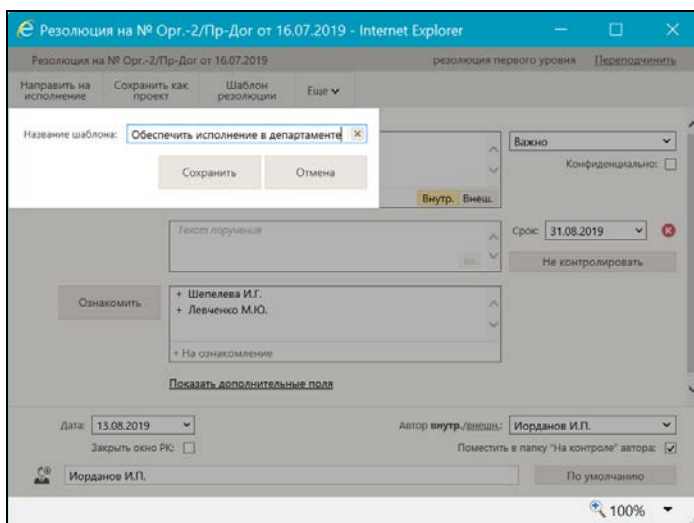 Резолюция на № Орг.-2/Пр-Дог от 16.07.2019 - Internet Explorer
Резолюция на № Орг.-2/Пр-Дог от 16.07.2019 резолюция первого уровня Переподчинить
Направить на исполнение Сохранить как проект Шаблон резолюции Еще
Название шаблона: Обеспечить исполнение в департаменте
Сохранить Отмена
Важно
Конфиденциально:
Внутр. Внеш.
Текст поручения
Срок: 31.08.2019
Не контролировать
Ознакомить
+ Шепелева И.Г.
+ Левченко М.Ю.
+ На ознакомление
Показать дополнительные поля
Дата: 13.08.2019 Автор внутр./внешн.: Иорданов И.П.
Закрыть окно РК: Поместить в папку "На контроле" автора:
Иорданов И.П. По умолчанию
100%